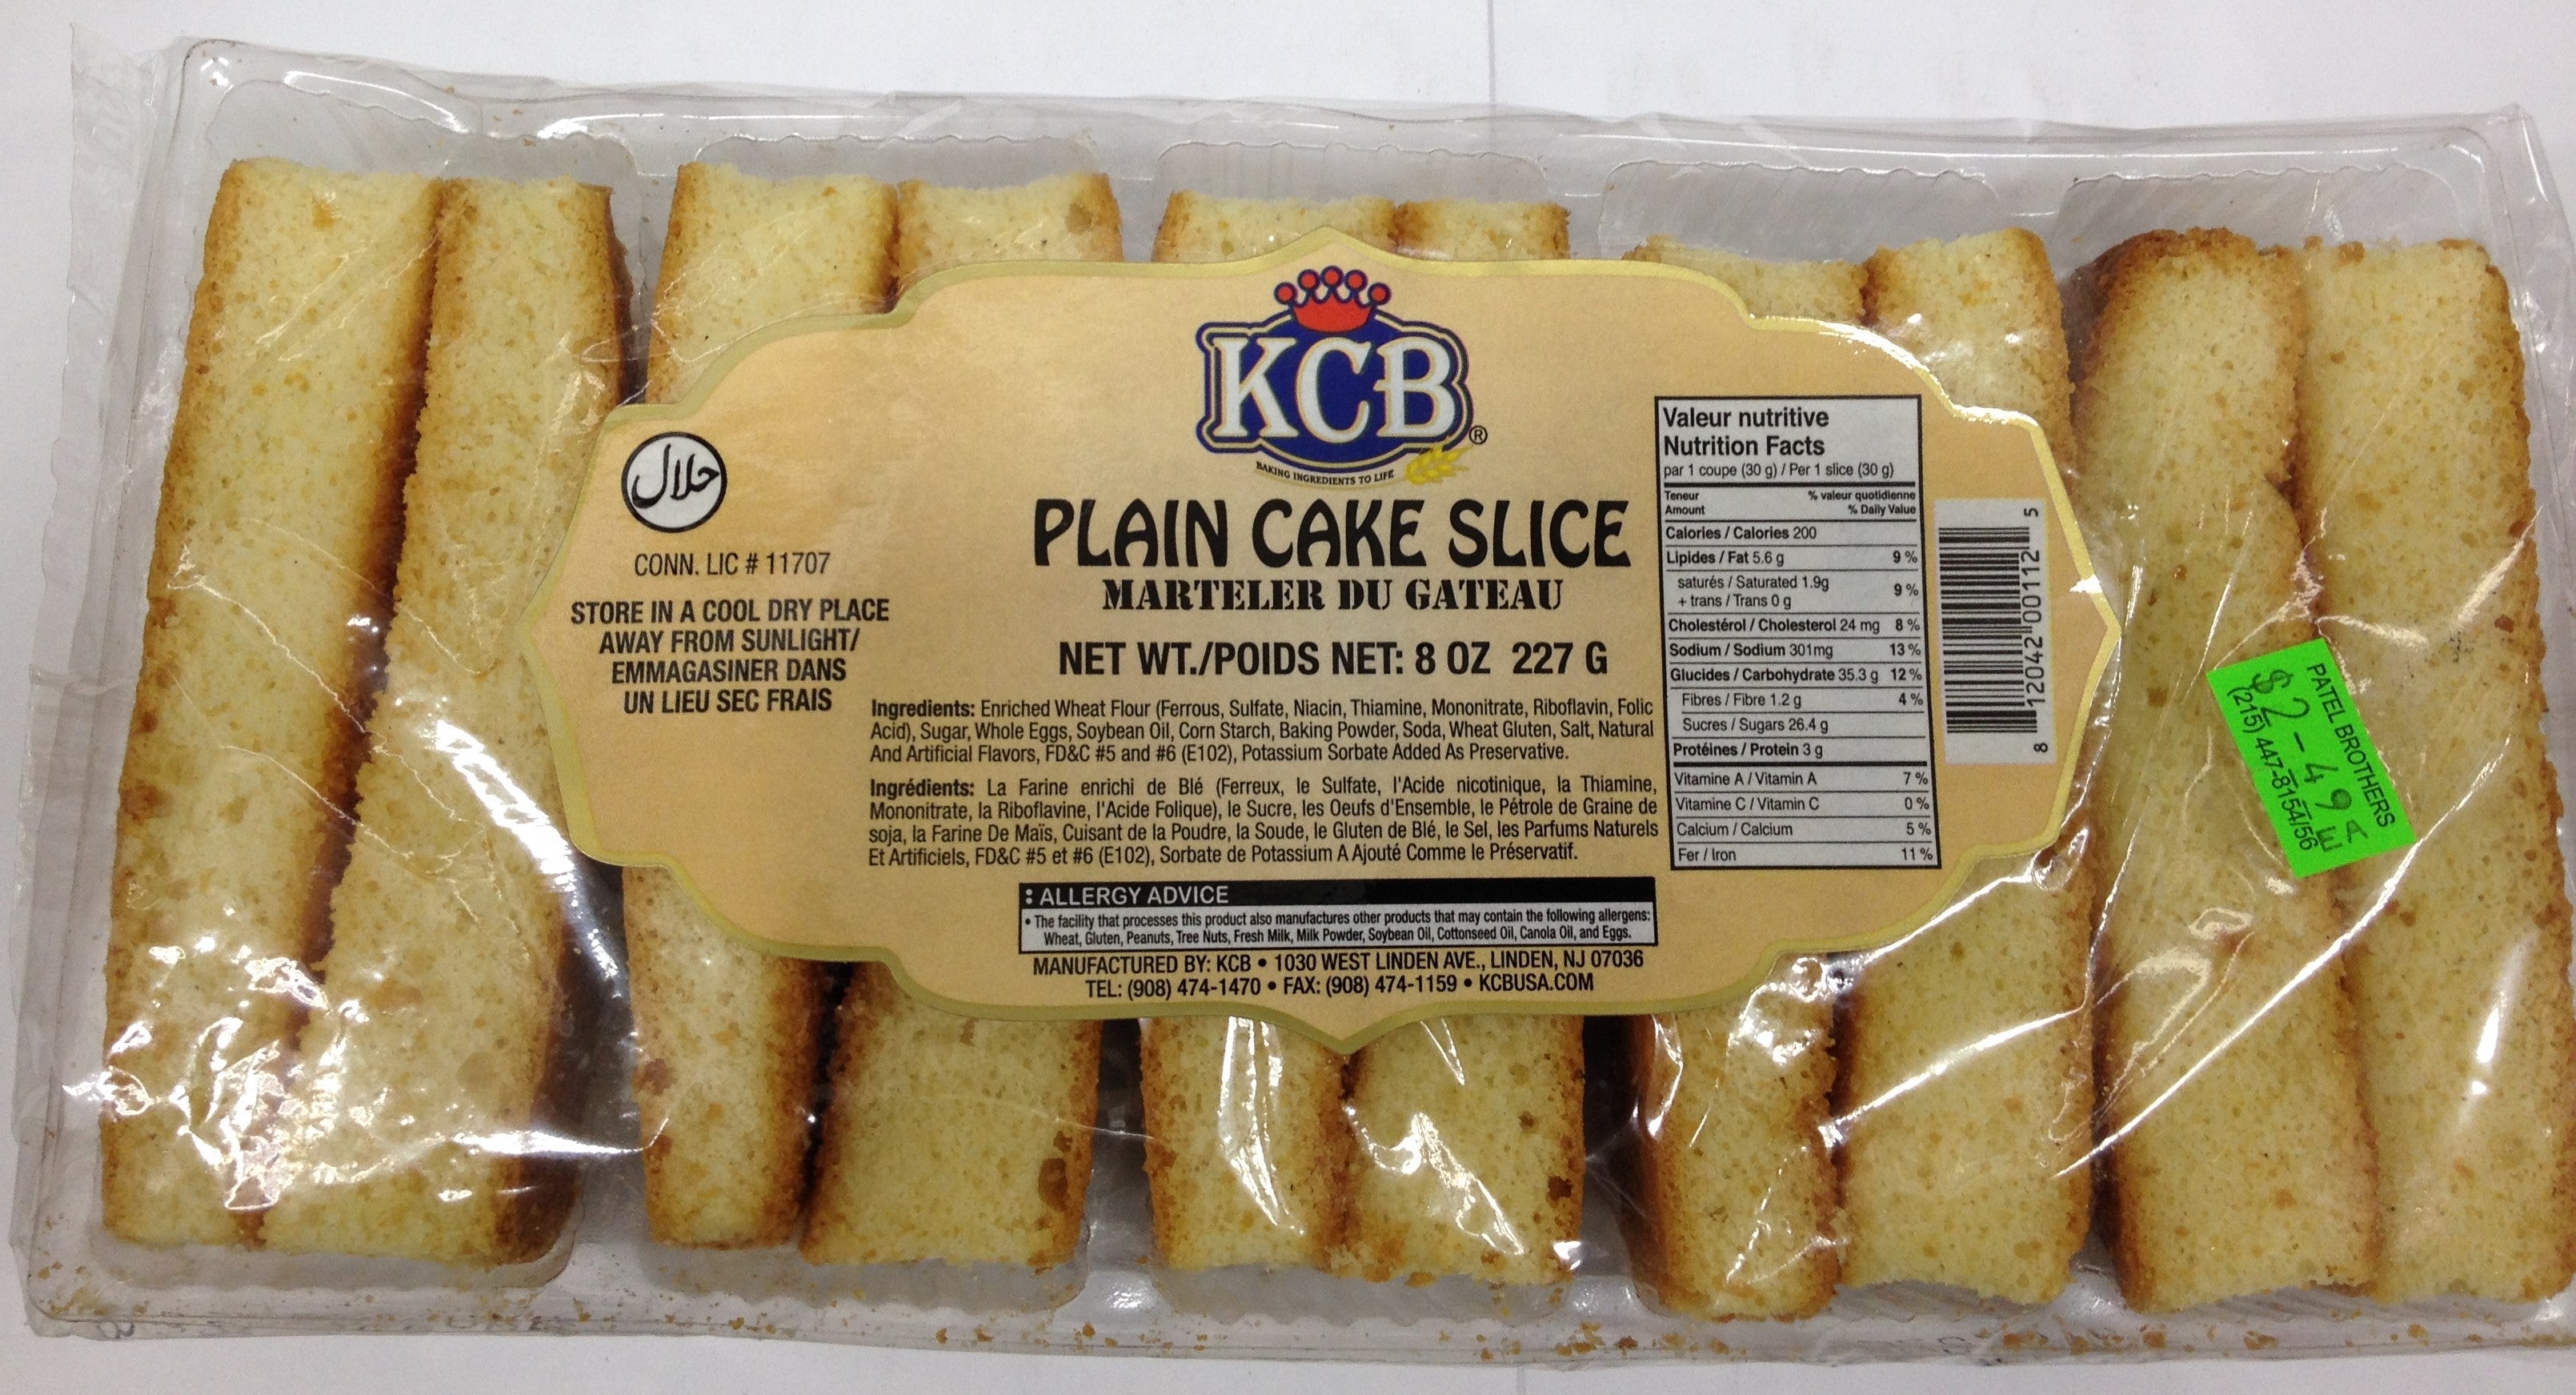 KCB
®
BAKING INGREDIENTS TO LIFE
PLAIN CAKE SLICE
MARTELER DU GATEAU
NET WT./POIDS NET: 8 OZ 227 G
حلال
CONN. LIC # 11707
STORE IN A COOL DRY PLACE
AWAY FROM SUNLIGHT/
EMMAGASINER DANS
UN LIEU SEC FRAIS
Ingredients: Enriched Wheat Flour (Ferrous, Sulfate, Niacin, Thiamine, Mononitrate, Riboflavin, Folic
Acid), Sugar, Whole Eggs, Soybean Oil, Corn Starch, Baking Powder, Soda, Wheat Gluten, Salt, Natural
And Artificial Flavors, FD&C #5 and #6 (E102), Potassium Sorbate Added As Preservative.
Ingrédients: La Farine enrichi de Blé (Ferreux, le Sulfate, l'Acide nicotinique, la Thiamine,
Mononitrate, la Riboflavine, l'Acide Folique), le Sucre, les Oeufs d'Ensemble, le Pétrole de Graine de
soja, la Farine De Maïs, Cuisant de la Poudre, la Soude, le Gluten de Blé, le Sel, les Parfums Naturels
Et Artificiels, FD&C #5 et #6 (E102), Sorbate de Potassium A Ajouté Comme le Préservatif.
: ALLERGY ADVICE
• The facility that processes this product also manufactures other products that may contain the following allergens:
Wheat, Gluten, Peanuts, Tree Nuts, Fresh Milk, Milk Powder, Soybean Oil, Cottonseed Oil, Canola Oil, and Eggs.
MANUFACTURED BY: KCB • 1030 WEST LINDEN AVE., LINDEN, NJ 07036
TEL: (908) 474-1470 • FAX: (908) 474-1159 • KCBUSA.COM
Valeur nutritive
Nutrition Facts
par 1 coupe (30 g) / Per 1 slice (30 g)
Teneur % valeur quotidienne
Amount % Daily Value
Calories / Calories 200
Lipides / Fat 5.6 g 9 %
saturés / Saturated 1.9g
+ trans / Trans 0 g 9 %
Cholestérol / Cholesterol 24 mg 8 %
Sodium / Sodium 301mg 13 %
Glucides / Carbohydrate 35.3 g 12 %
Fibres / Fibre 1.2 g 4 %
Sucres / Sugars 26.4 g
Protéines / Protein 3 g
Vitamine A / Vitamin A 7 %
Vitamine C / Vitamin C 0 %
Calcium / Calcium 5 %
Fer / Iron 11 %
8 12042 00112 5
PATEL BROTHERS
$2-49 EA
(215) 447-8154/56